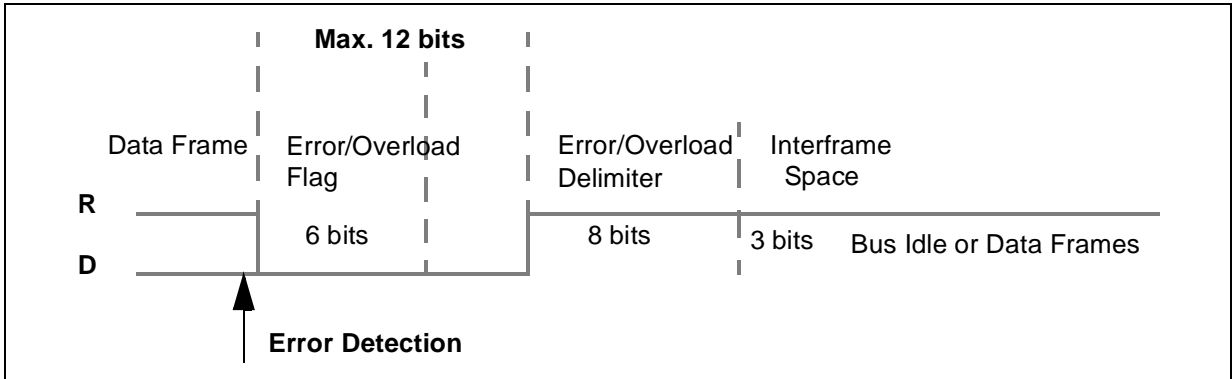 Max. 12 bits
Data Frame
Error/Overload
Flag
Error/Overload
Delimiter
Interframe
Space
R
6 bits
8 bits
3 bits
Bus Idle or Data Frames
D
Error Detection